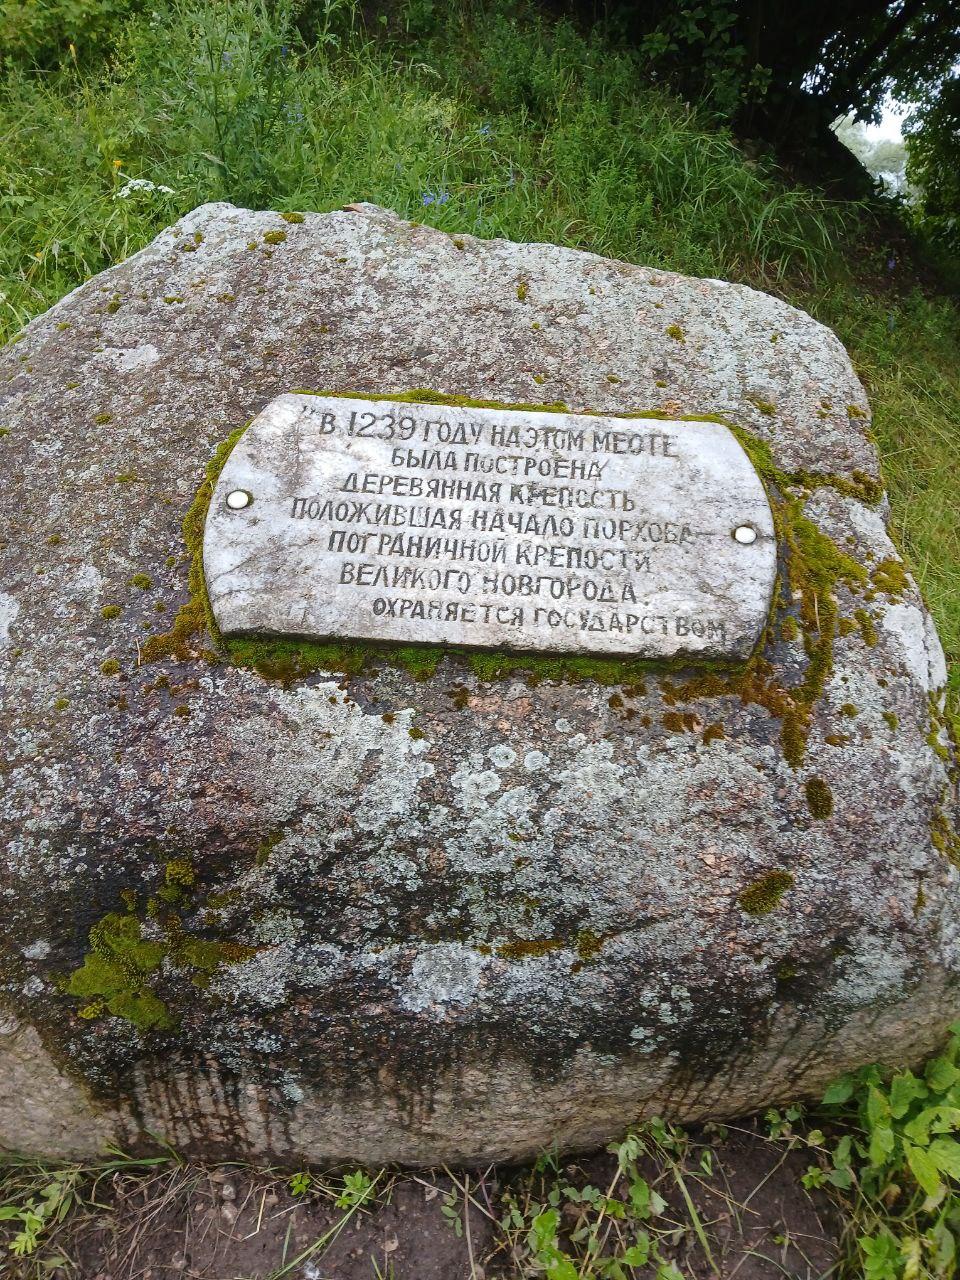 "В 1239 ГОДУ НА ЭТОМ МЕСТЕ
БЫЛА ПОСТРОЕНА
ДЕРЕВЯННАЯ КРЕПОСТЬ
ПОЛОЖИВШАЯ НАЧАЛО ПОРХОВА —
ПОГРАНИЧНОЙ КРЕПОСТИ
ВЕЛИКОГО НОВГОРОДА.
ОХРАНЯЕТСЯ ГОСУДАРСТВОМ